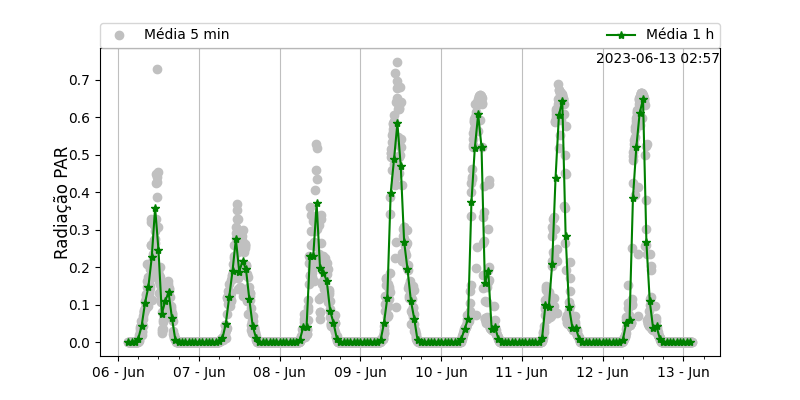 Média 5 min
Média 1 h
2023-06-13 02:57
Radiação PAR
0.7
0.6
0.5
0.4
0.3
0.2
0.1
0.0
06 - Jun
07 - Jun
08 - Jun
09 - Jun
10 - Jun
11 - Jun
12 - Jun
13 - Jun